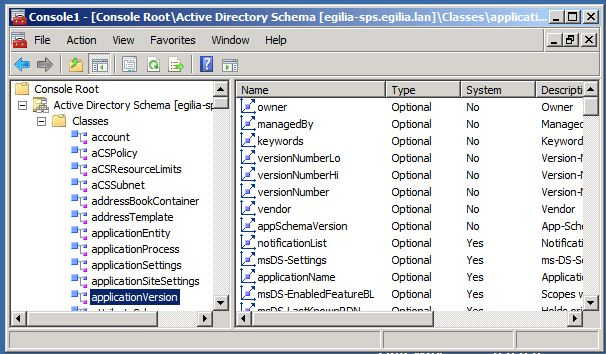 Console1 - [Console Root\Active Directory Schema [egilia-sps.egilia.lan]\Classes\applicati...
File Action View Favorites Window Help
Console Root
Active Directory Schema [egilia-sp
Classes
account
aCSPolicy
aCSResourceLimits
aCSSubnet
addressBookContainer
addressTemplate
applicationEntity
applicationProcess
applicationSettings
applicationSiteSettings
applicationVersion
Name Type System Descripti
owner Optional No Owner
managedBy Optional No Managed
keywords Optional No Keyword
versionNumberLo Optional No Version-N
versionNumberHi Optional No Version-N
versionNumber Optional No Version-N
vendor Optional No Vendor
appSchemaVersion Optional No App-Sche
notificationList Optional Yes Notificati
msDS-Settings Optional Yes ms-DS-S
applicationName Optional Yes Applicatio
msDS-EnabledFeatureBL Optional Yes Scopes w
msDS-LastKnownRDN Optional Yes Holds ori